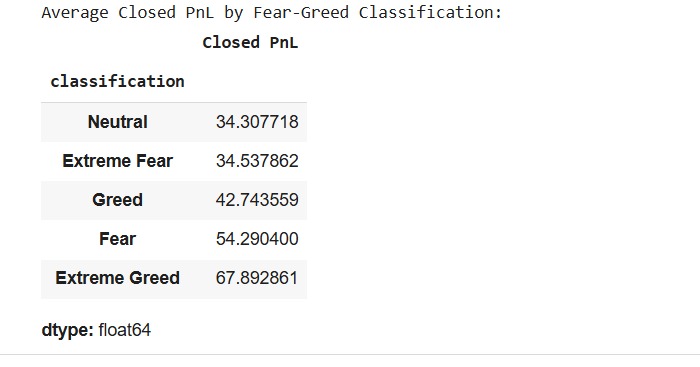 Average Closed PnL by Fear-Greed Classification:
Closed PnL
classification
Neutral 34.307718
Extreme Fear 34.537862
Greed 42.743559
Fear 54.290400
Extreme Greed 67.892861
dtype: float64